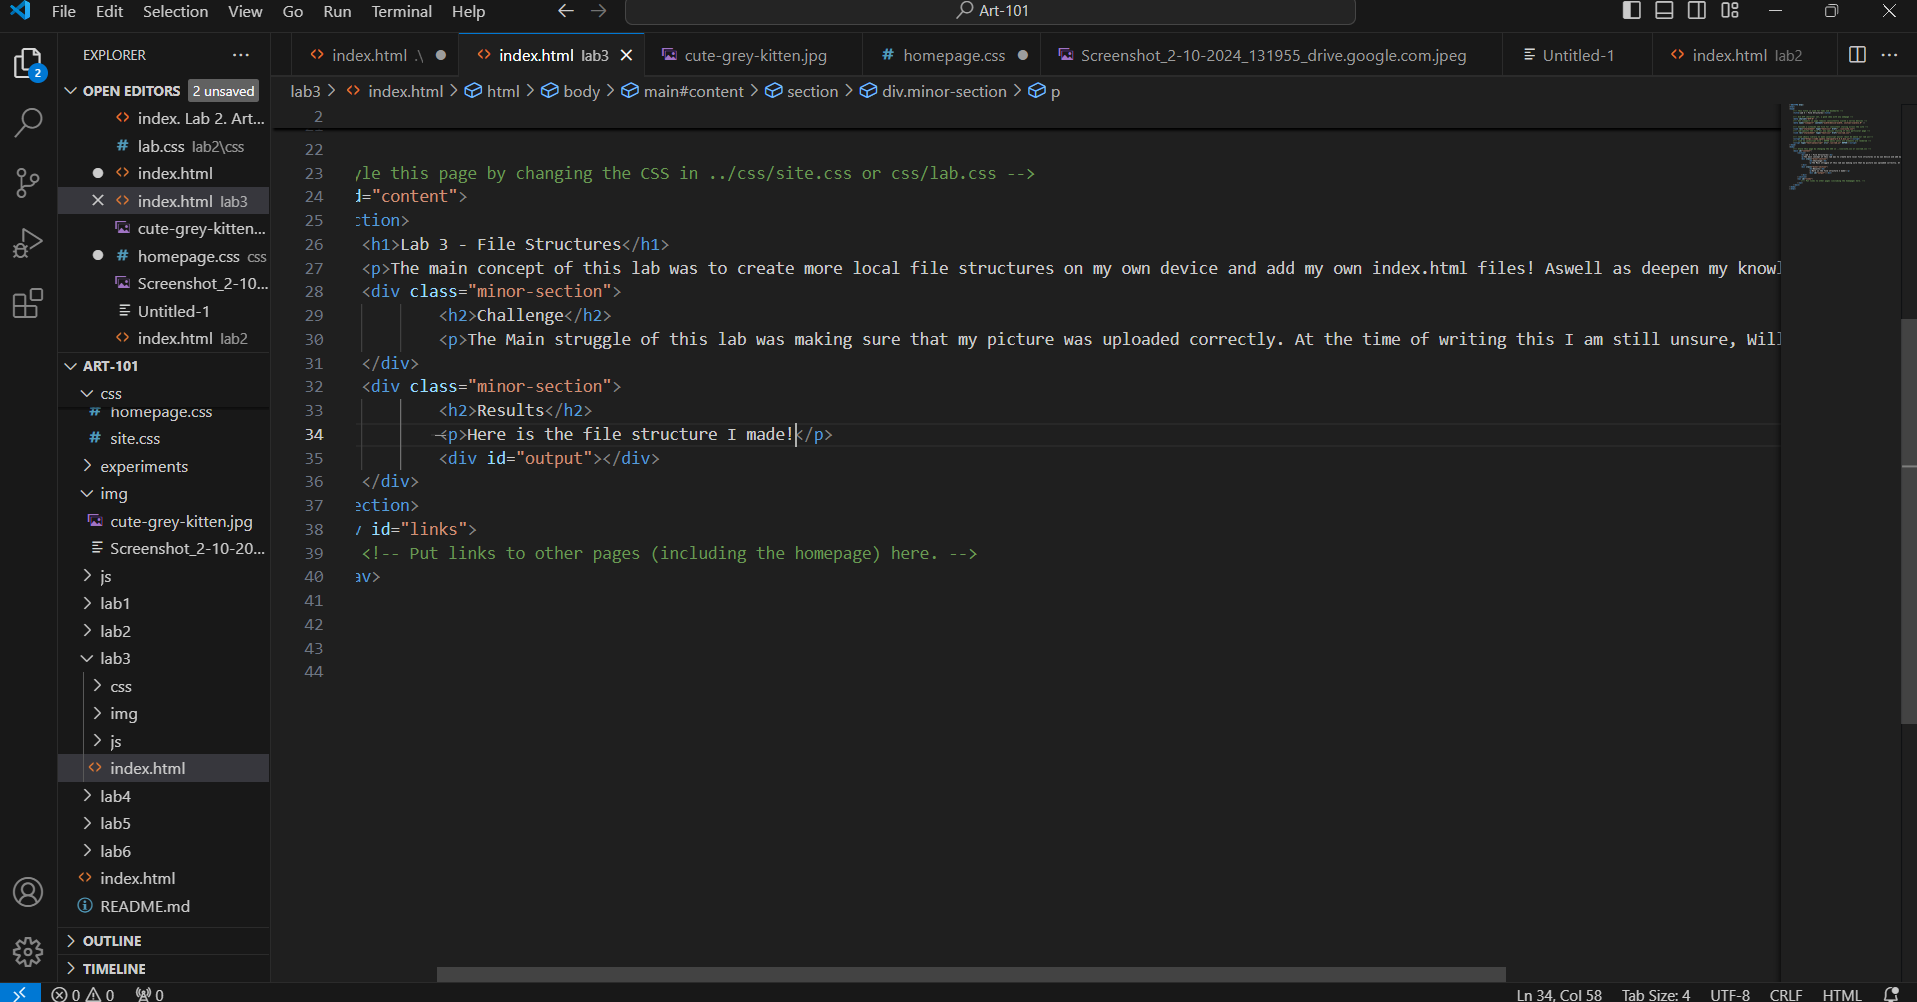 File Edit Selection View Go Run Terminal Help Art-101
EXPLORER
index.html .\ index.html lab3 cute-grey-kitten.jpg # homepage.css Screenshot_2-10-2024_131955_drive.google.com.jpeg Untitled-1 index.html lab2
OPEN EDITORS 2 unsaved
index. Lab 2. Art...
# lab.css lab2\css
index.html
index.html lab3
cute-grey-kitten...
# homepage.css css
Screenshot_2-10...
Untitled-1
index.html lab2
ART-101
css
# homepage.css
# site.css
experiments
img
cute-grey-kitten.jpg
Screenshot_2-10-20...
js
lab1
lab2
lab3
css
img
js
index.html
lab4
lab5
lab6
index.html
README.md
OUTLINE
TIMELINE
lab3 > index.html > html > body > main#content > section > div.minor-section > p
2
22
23 yle this page by changing the CSS in ../css/site.css or css/lab.css -->
24 d="content">
25 ction>
26 <h1>Lab 3 - File Structures</h1>
27 <p>The main concept of this lab was to create more local file structures on my own device and add my own index.html files! Aswell as deepen my knowl
28 <div class="minor-section">
29 <h2>Challenge</h2>
30 <p>The Main struggle of this lab was making sure that my picture was uploaded correctly. At the time of writing this I am still unsure, Will
31 </div>
32 <div class="minor-section">
33 <h2>Results</h2>
34 <p>Here is the file structure I made!</p>
35 <div id="output"></div>
36 </div>
37 ection>
38 v id="links">
39 <!-- Put links to other pages (including the homepage) here. -->
40 av>
41
42
43
44
0 0 0 Ln 34, Col 58 Tab Size: 4 UTF-8 CRLF HTML